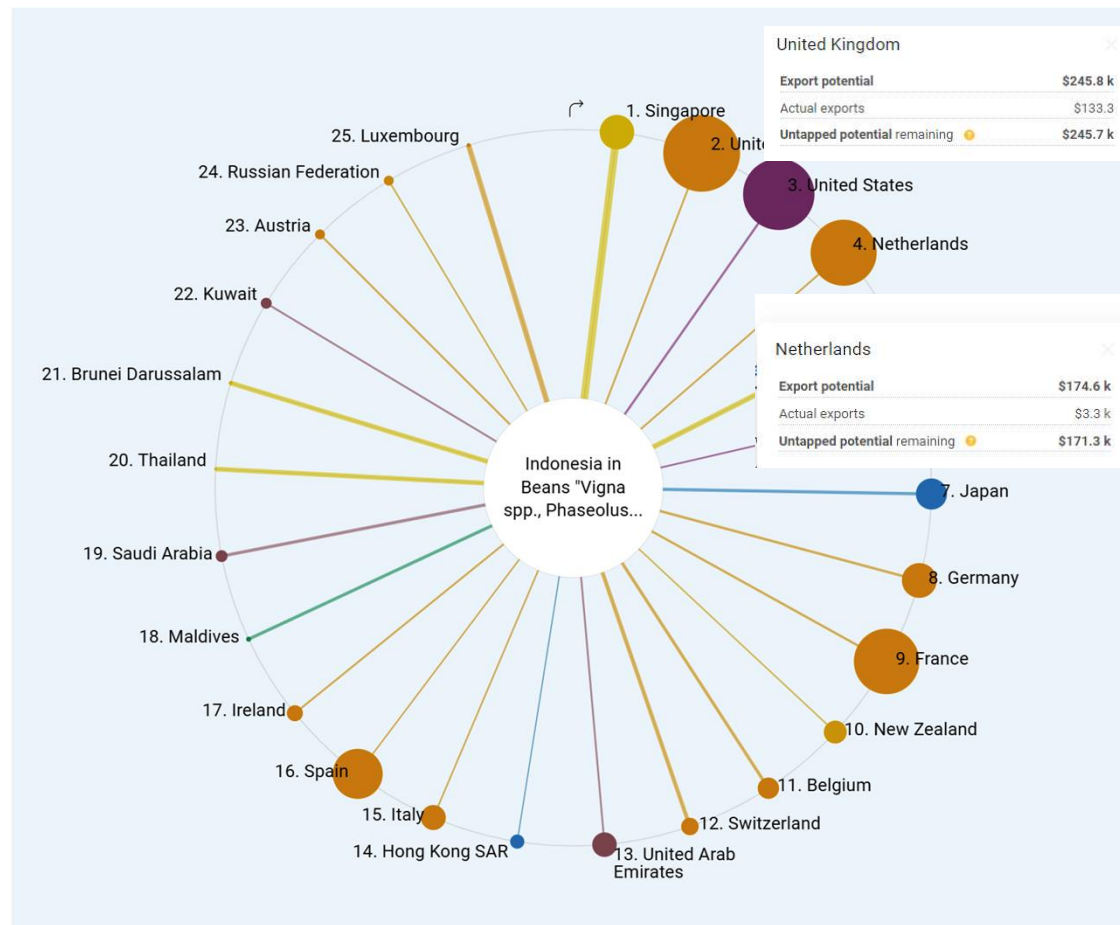 United Kingdom
Export potential $245.8 k
Actual exports $133.3
Untapped potential remaining $245.7 k
1. Singapore
3. United States
4. Netherlands
Netherlands
Export potential $174.6 k
Actual exports $3.3 k
Untapped potential remaining $171.3 k
7. Japan
8. Germany
9. France
10. New Zealand
11. Belgium
12. Switzerland
13. United Arab
Emirates
14. Hong Kong SAR
15. Italy
16. Spain
17. Ireland
18. Maldives
19. Saudi Arabia
20. Thailand
21. Brunei Darussalam
22. Kuwait
23. Austria
24. Russian Federation
25. Luxembourg
Indonesia in
Beans "Vigna
spp., Phaseolus...